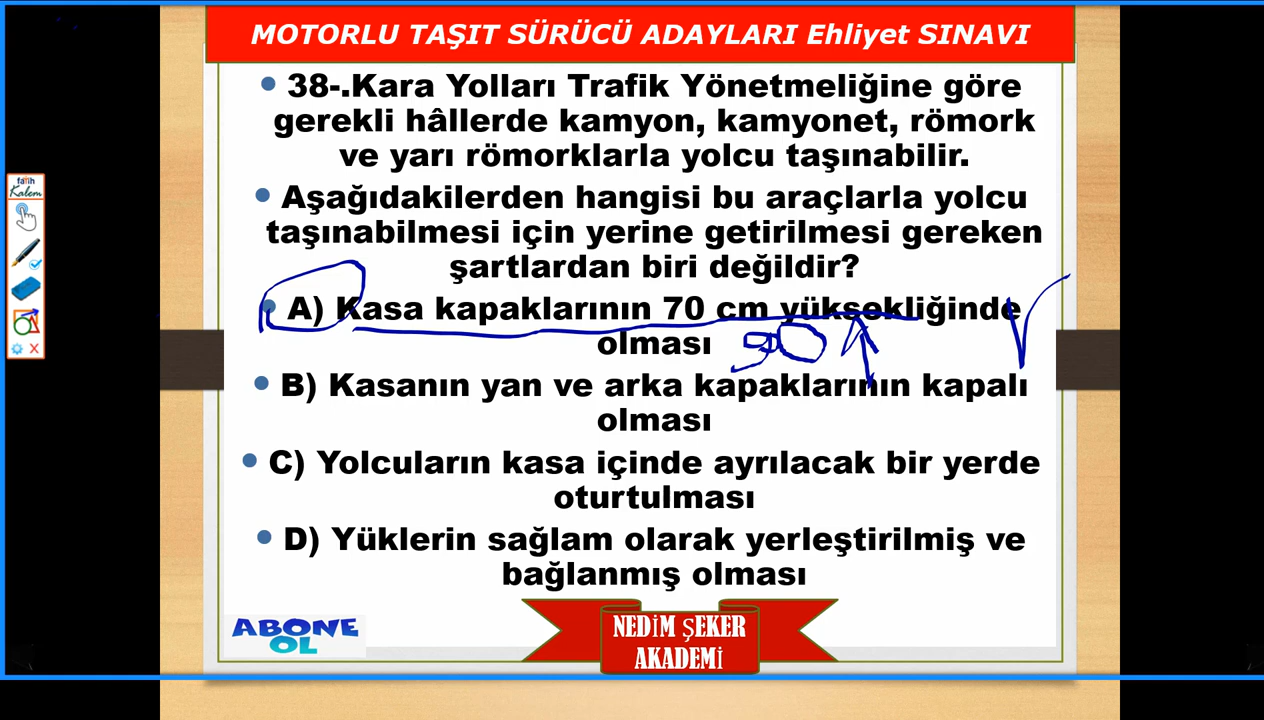 MOTORLU TAŞIT SÜRÜCÜ ADAYLARI Ehliyet SINAVI
38-.Kara Yolları Trafik Yönetmeliğine göre
gerekli hâllerde kamyon, kamyonet, römork
ve yarı römorklarla yolcu taşınabilir.
Aşağıdakilerden hangisi bu araçlarla yolcu
taşınabilmesi için yerine getirilmesi gereken
şartlardan biri değildir?
fatih
Kalem
A) Kasa kapaklarının 70 cm yüksekliğinde
olması
90
B) Kasanın yan ve arka kapaklarının kapalı
olması
C) Yolcuların kasa içinde ayrılacak bir yerde
oturtulması
D) Yüklerin sağlam olarak yerleştirilmiş ve
bağlanmış olması
ABONE
OL
NEDİM ŞEKER
AKADEMİ